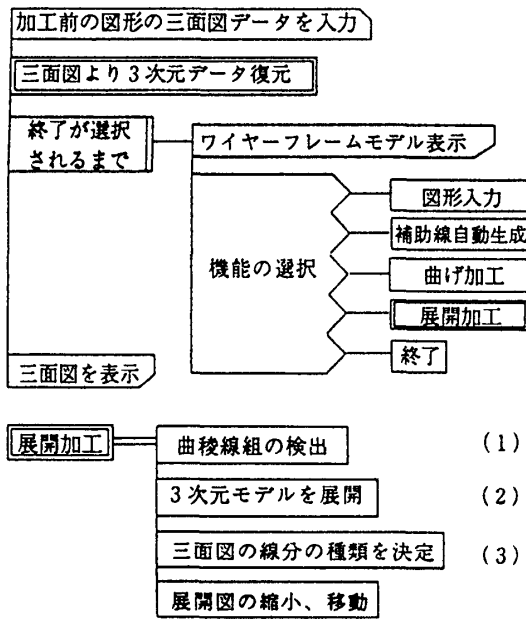 加工前の図形の三面図データを入力
三面図より3次元データ復元
終了が選択
されるまで
ワイヤーフレームモデル表示
機能の選択
図形入力
補助線自動生成
曲げ加工
展開加工
終了
三面図を表示
展開加工
曲稜線組の検出
(1)
3次元モデルを展開
(2)
三面図の線分の種類を決定
(3)
展開図の縮小、移動